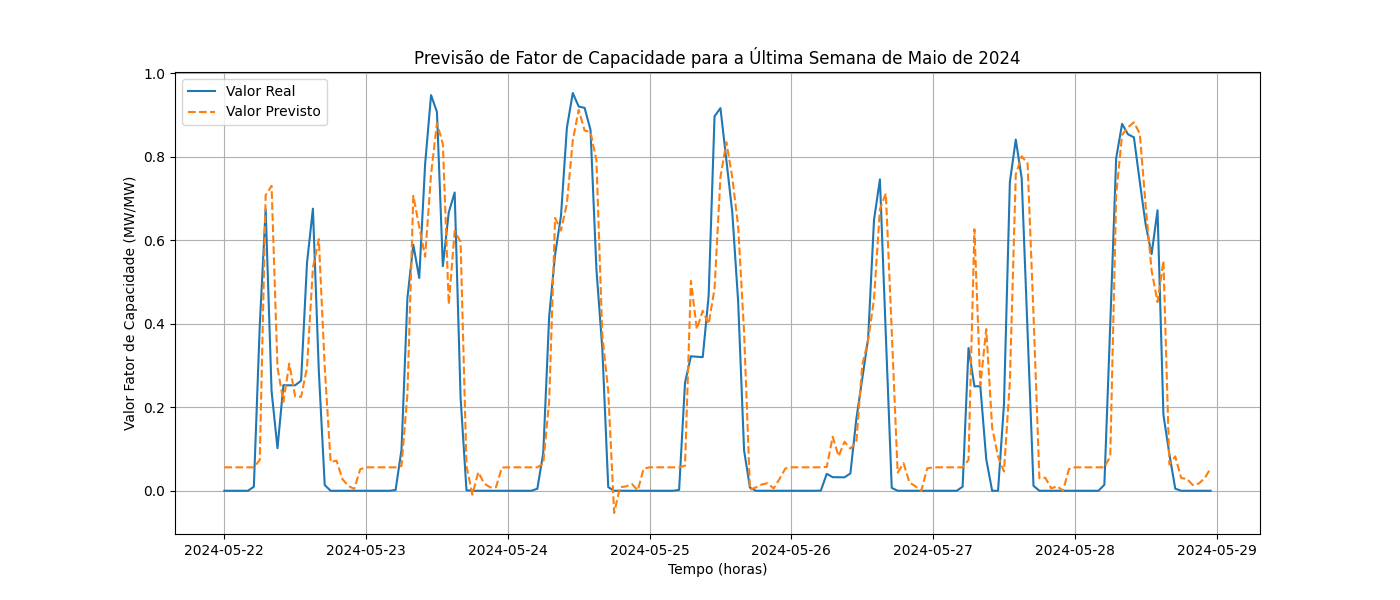 Previsão de Fator de Capacidade para a Última Semana de Maio de 2024
Valor Real
Valor Previsto
Valor Fator de Capacidade (MW/MW)
1.0
0.8
0.6
0.4
0.2
0.0
2024-05-22 2024-05-23 2024-05-24 2024-05-25 2024-05-26 2024-05-27 2024-05-28 2024-05-29
Tempo (horas)